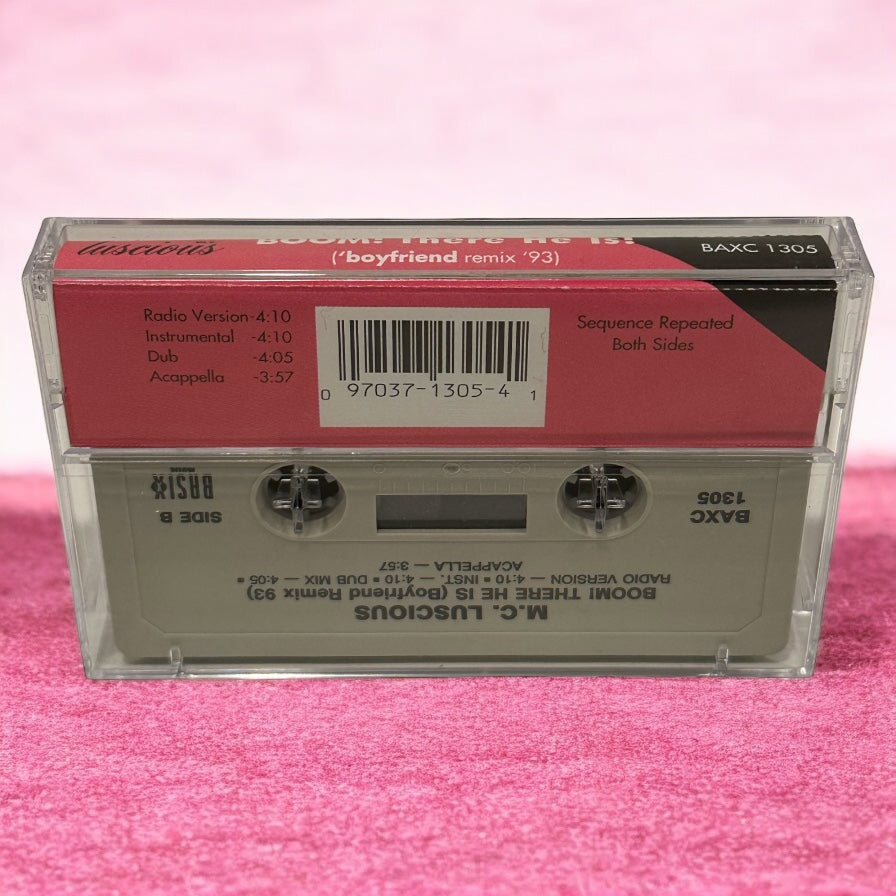 luscious
BOOM! There He Is!
('boyfriend remix '93)
BAXC 1305
Radio Version-4:10
Instrumental -4:10
Dub -4:05
Acappella -3:57
0 97037-1305-4 1
Sequence Repeated
Both Sides
M.C. LUSCIOUS
BOOM! THERE HE IS (Boyfriend Remix 93)
RADIO VERSION — 4:10 ▪ INST. — 4:10 ▪ DUB MIX — 4:05 ▪
ACAPPELLA — 3:57
BAXC
1305
SIDE B
BASIX
MUSIC